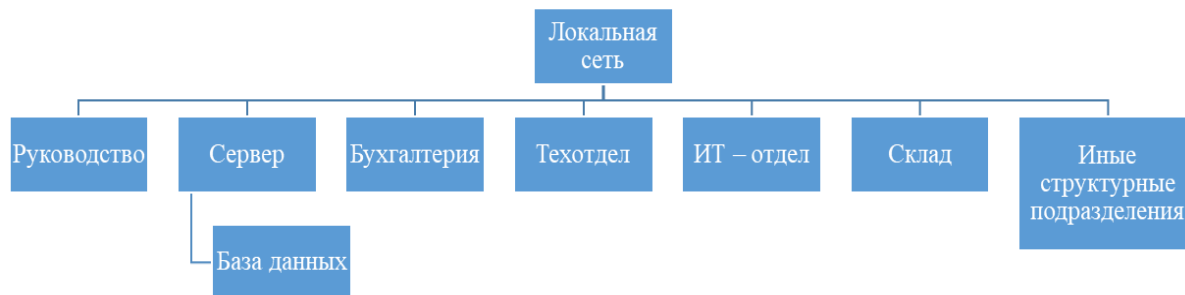 Локальная
сеть
Руководство
Сервер
Бухгалтерия
Техотдел
ИТ – отдел
Склад
Иные
структурные
подразделения
База данных